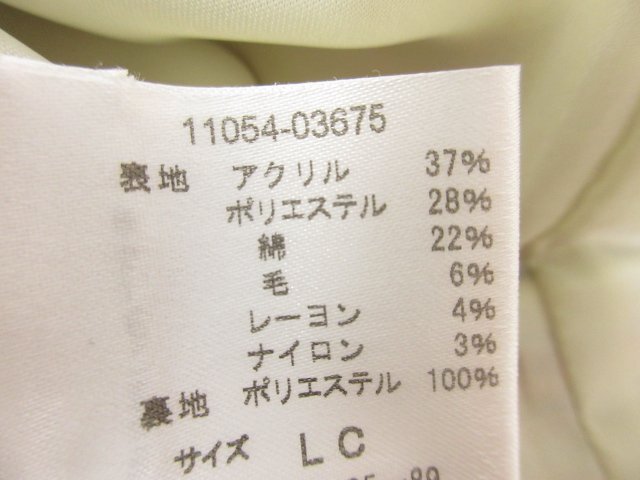 11054-03675
表地 アクリル 37%
ポリエステル 28%
綿 22%
毛 6%
レーヨン 4%
ナイロン 3%
裏地 ポリエステル 100%
サイズ LC